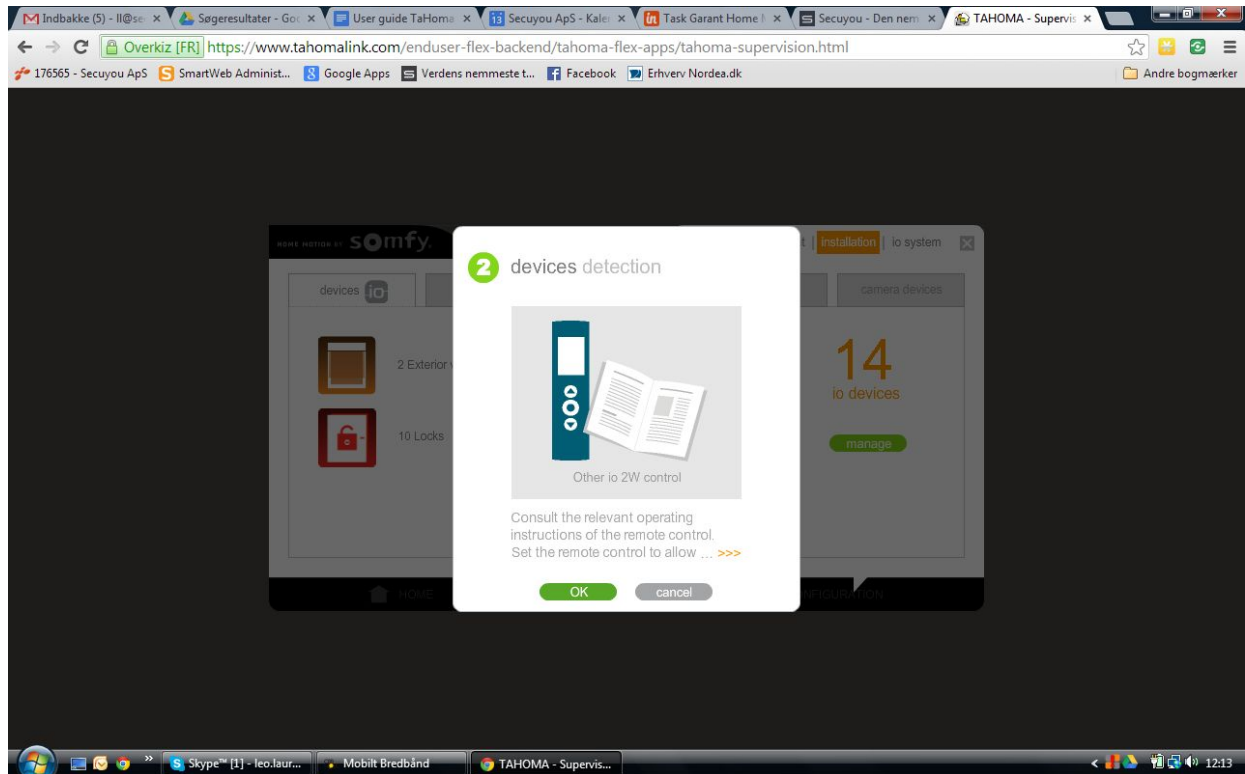 Indbakke (5) - ll@se
Søgeresultater - Goo
User guide TaHoma
Secuyou ApS - Kale
Task Garant Home
Secuyou - Den nem
TAHOMA - Supervis
Overkiz [FR] https://www.tahomalink.com/enduser-flex-backend/tahoma-flex-apps/tahoma-supervision.html
176565 - Secuyou ApS
SmartWeb Administ...
Google Apps
Verdens nemmeste t...
Facebook
Erhverv Nordea.dk
Andre bogmærker
HOME MOTION BY somfy.
installation | io system
devices io
camera devices
2 Exterior
10 Locks
14
io devices
manage
2 devices detection
Other io 2W control
Consult the relevant operating
instructions of the remote control.
Set the remote control to allow ... >>>
OK
cancel
HOME
Skype™ [1] - leo.laur...
Mobilt Bredbånd
TAHOMA - Supervis...
12:13